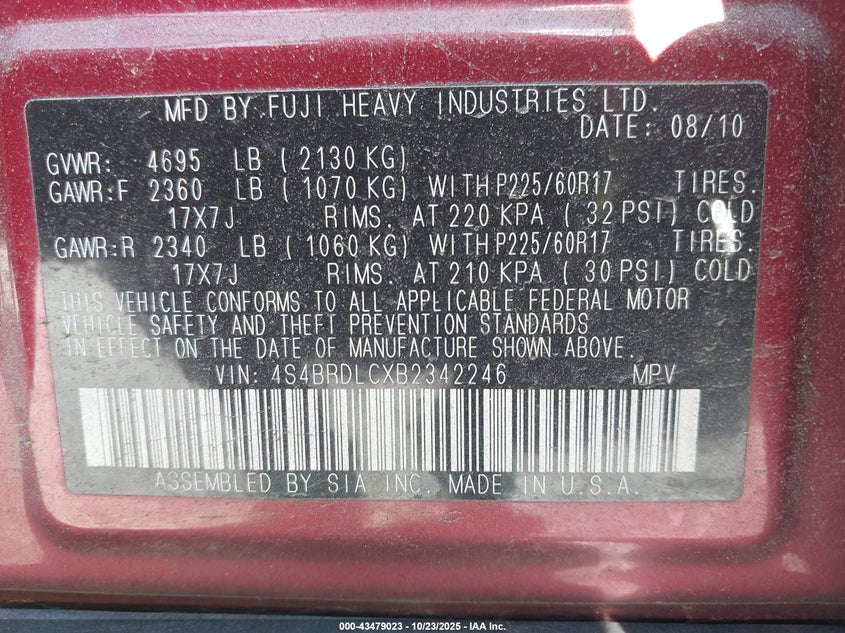 MFD BY FUJI HEAVY INDUSTRIES LTD.
DATE: 08/10
GVWR: 4695 LB ( 2130 KG)
GAWR:F 2360 LB ( 1070 KG) WITH P225/60R17 TIRES.
17X7J RIMS. AT 220 KPA ( 32 PSI) COLD
GAWR:R 2340 LB ( 1060 KG) WITH P225/60R17 TIRES.
17X7J RIMS. AT 210 KPA ( 30 PSI) COLD
THIS VEHICLE CONFORMS TO ALL APPLICABLE FEDERAL MOTOR
VEHICLE SAFETY AND THEFT PREVENTION STANDARDS
IN EFFECT ON THE DATE OF MANUFACTURE SHOWN ABOVE.
VIN: 4S4BRDLCXB2342246 MPV
ASSEMBLED BY SIA INC. MADE IN U.S.A.
000-43479023 - 10/23/2025 - IAA Inc.